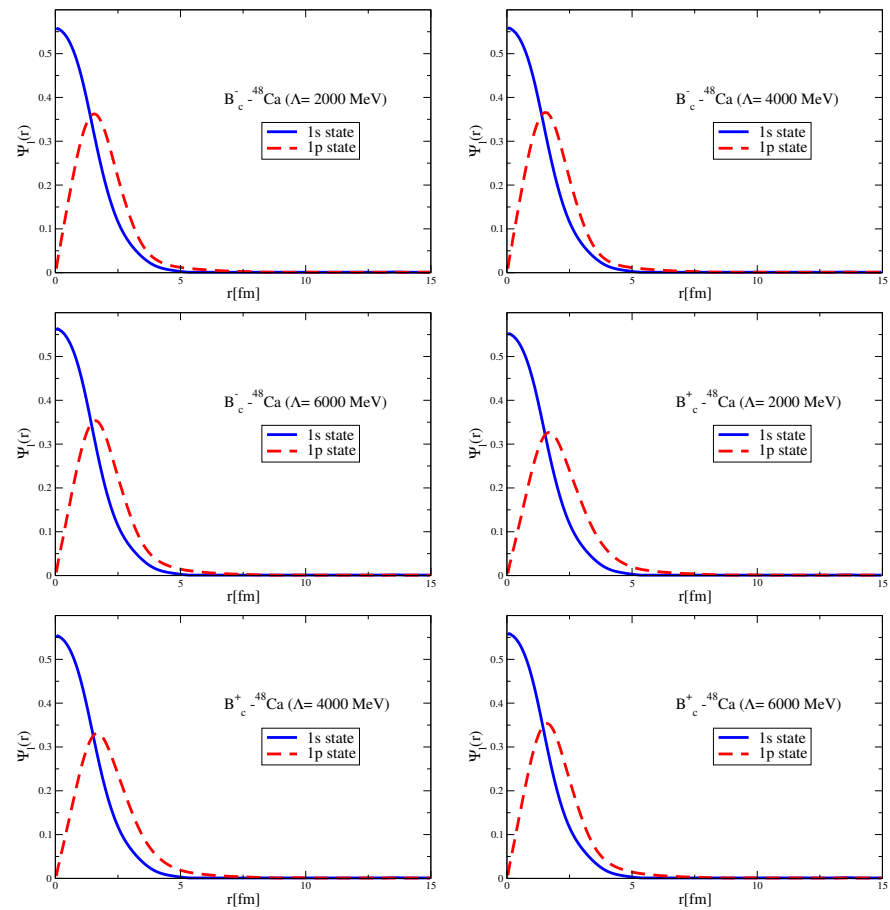 0.5
0.4
0.3
0.2
0.1
0
Ψ_l(r)
B^-_c - ^48Ca (Λ= 2000 MeV)
1s state
1p state
0 5 10 15
r[fm]
0.5
0.4
0.3
0.2
0.1
0
Ψ_l(r)
B^-_c - ^48Ca (Λ= 4000 MeV)
1s state
1p state
0 5 10 15
r[fm]
0.5
0.4
0.3
0.2
0.1
0
Ψ_l(r)
B^-_c - ^48Ca (Λ= 6000 MeV)
1s state
1p state
0 5 10 15
r[fm]
0.5
0.4
0.3
0.2
0.1
0
Ψ_l(r)
B^+_c - ^48Ca (Λ= 2000 MeV)
1s state
1p state
0 5 10 15
r[fm]
0.5
0.4
0.3
0.2
0.1
0
Ψ_l(r)
B^+_c - ^48Ca (Λ= 4000 MeV)
1s state
1p state
0 5 10 15
r[fm]
0.5
0.4
0.3
0.2
0.1
0
Ψ_l(r)
B^+_c - ^48Ca (Λ= 6000 MeV)
1s state
1p state
0 5 10 15
r[fm]